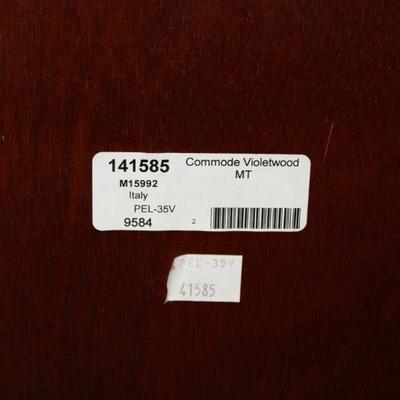 141585
Commode Violetwood
MT
M15992
Italy
PEL-35V
9584
2
PEL-35V
41585